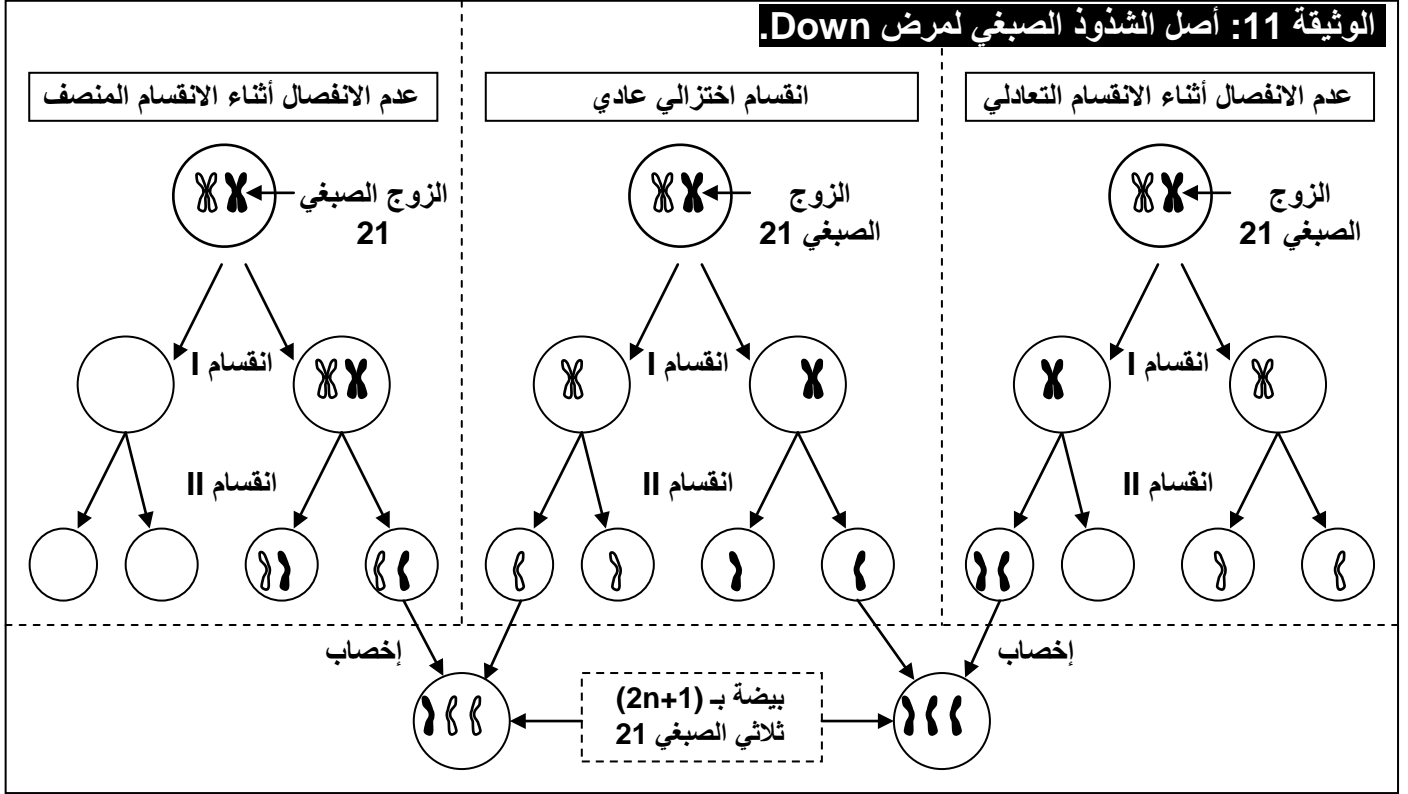 الوثيقة 11: أصل الشذوذ الصبغي لمرض Down.
عدم الانفصال أثناء الانقسام التعادلي
الزوج
الصبغي 21
انقسام I
انقسام II
انقسام اختزالي عادي
الزوج
الصبغي 21
انقسام I
انقسام II
عدم الانفصال أثناء الانقسام المنصف
الزوج الصبغي
21
انقسام I
انقسام II
إخصاب
بيضة بـ (2n+1)
ثلاثي الصبغي 21
إخصاب